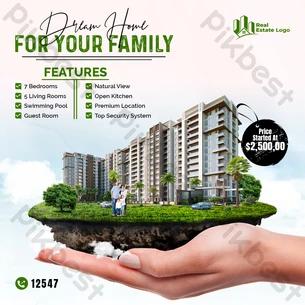 Dream Home
FOR YOUR FAMILY
Real
Estate Logo
FEATURES
7 Bedrooms
5 Living Rooms
Swimming Pool
Guest Room
Natural View
Open Kitchen
Premium Location
Top Security System
Price
Started At
$2,500,00
12547
pikbest